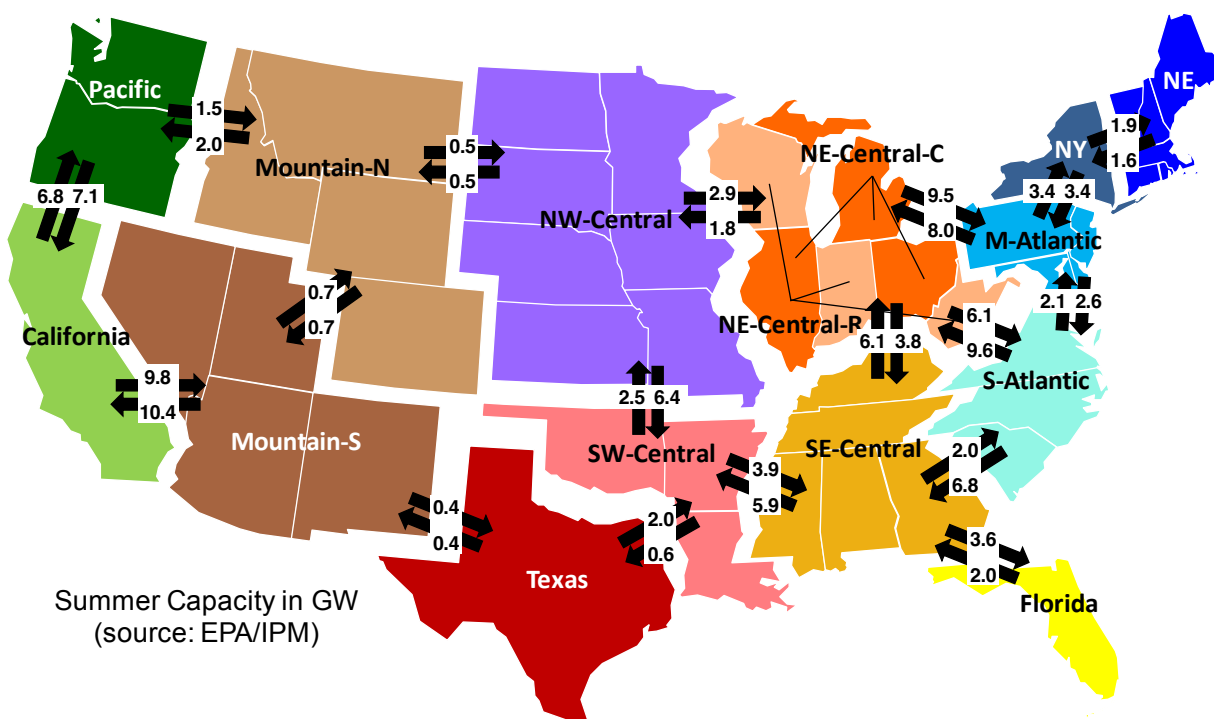 NE
Pacific
1.5
2.0
NE-Central-C
1.9
1.6
NY
0.5
0.5
Mountain-N
6.8 7.1
2.9
1.8
NW-Central
9.5
8.0
3.4 3.4
M-Atlantic
0.7
0.7
2.1 2.6
California
NE-Central-R
6.1 3.8
6.1
9.6
9.8
10.4
2.5 6.4
S-Atlantic
Mountain-S
SW-Central
SE-Central
2.0
6.8
3.9
5.9
0.4
0.4
2.0
0.6
3.6
2.0
Texas
Florida
Summer Capacity in GW
(source: EPA/IPM)